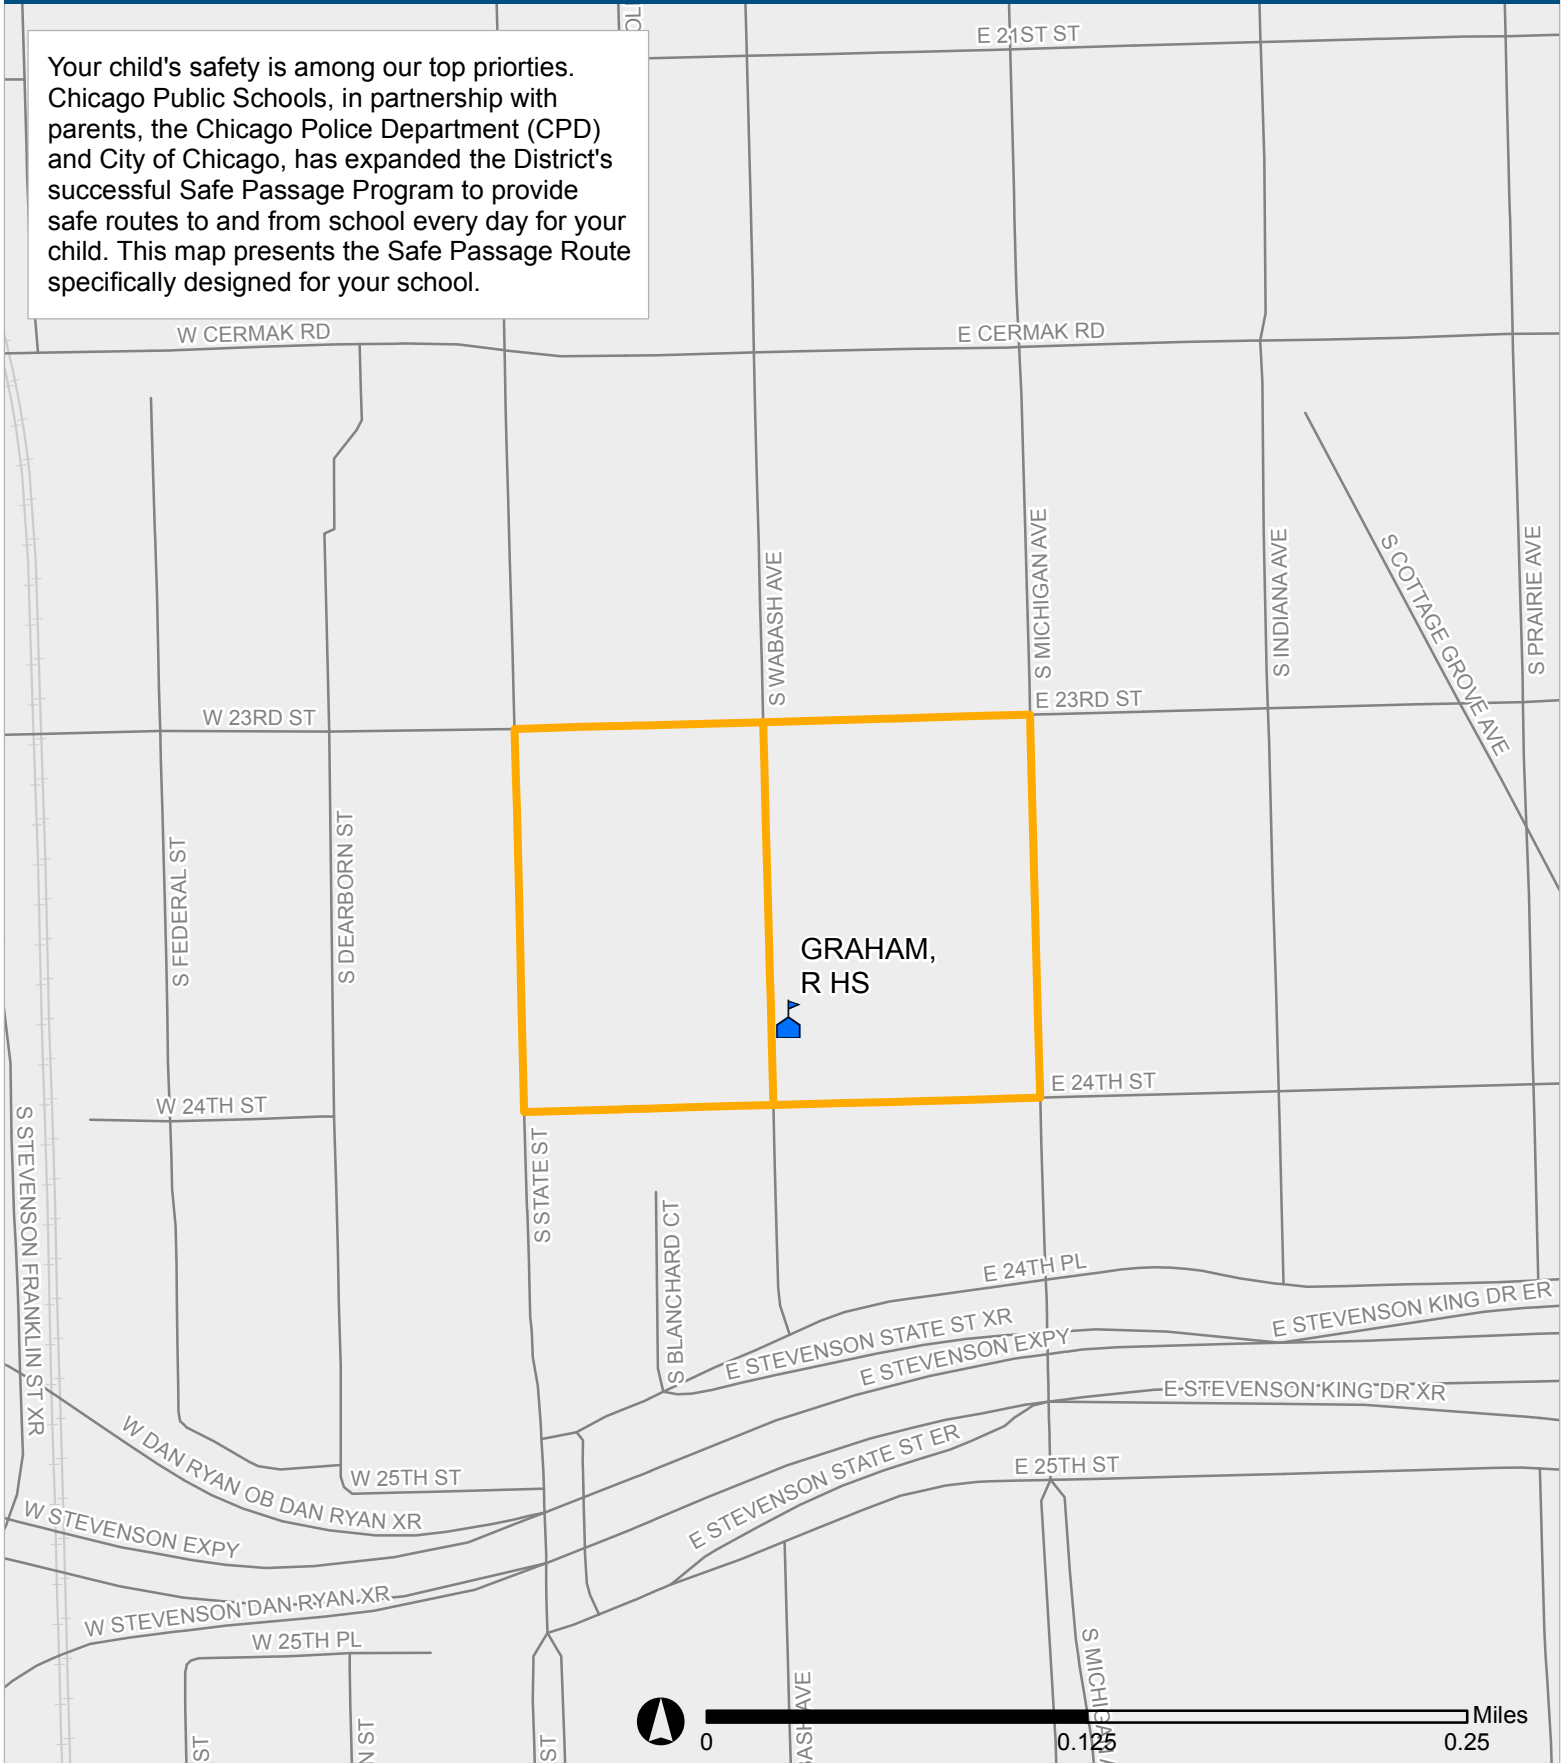 OL
E 21ST ST
Your child's safety is among our top priorties.
Chicago Public Schools, in partnership with
parents, the Chicago Police Department (CPD)
and City of Chicago, has expanded the District's
successful Safe Passage Program to provide
safe routes to and from school every day for your
child. This map presents the Safe Passage Route
specifically designed for your school.
W CERMAK RD
E CERMAK RD
S WABASH AVE
S MICHIGAN AVE
S INDIANA AVE
S COTTAGE GROVE AVE
S PRAIRIE AVE
W 23RD ST
E 23RD ST
S FEDERAL ST
S DEARBORN ST
GRAHAM,
R HS
W 24TH ST
E 24TH ST
S STEVENSON FRANKLIN ST XR
S STATE ST
S BLANCHARD CT
E 24TH PL
E STEVENSON STATE ST XR
E STEVENSON EXPY
E STEVENSON KING DR ER
E STEVENSON KING DR XR
W DAN RYAN OB DAN RYAN XR
W 25TH ST
E STEVENSON STATE ST ER
E 25TH ST
W STEVENSON EXPY
W STEVENSON DAN RYAN XR
W 25TH PL
ST
N ST
ST
ASH AVE
S MICHIGAN A
0
0.125
0.25
Miles